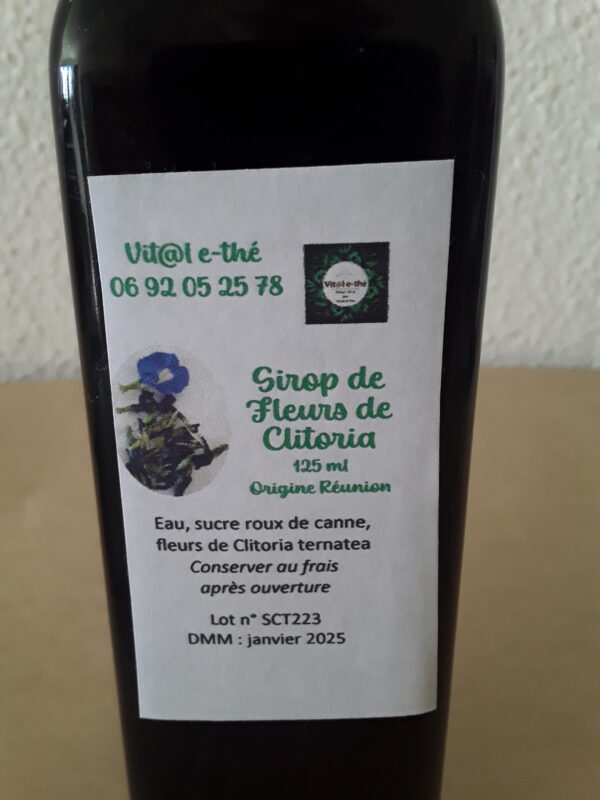 Vit@l e-thé
06 92 05 25 78
Vit@l e-thé
Sirop de
Fleurs de
Clitoria
125 ml
Origine Réunion
Eau, sucre roux de canne,
fleurs de Clitoria ternatea
Conserver au frais
après ouverture
Lot n° SCT223
DMM : janvier 2025